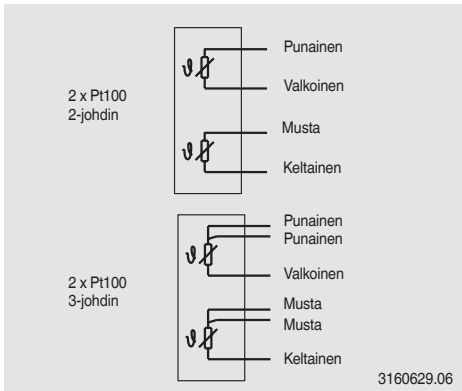 2 x Pt100
2-johdin
Punainen
Valkoinen
Musta
Keltainen
2 x Pt100
3-johdin
Punainen
Punainen
Valkoinen
Musta
Musta
Keltainen
3160629.06